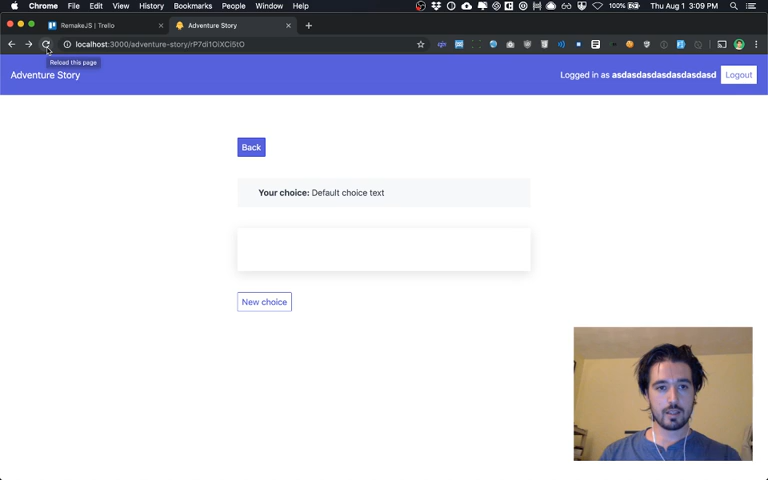 Chrome File Edit View History Bookmarks People Window Help 100% Thu Aug 1 3:09 PM
RemakeJS | Trello Adventure Story
localhost:3000/adventure-story/rP7di1OiXCi5tO
Reload this page
Adventure Story Logged in as asdasdasdasdasdasdasd Logout
Back
Your choice: Default choice text
New choice